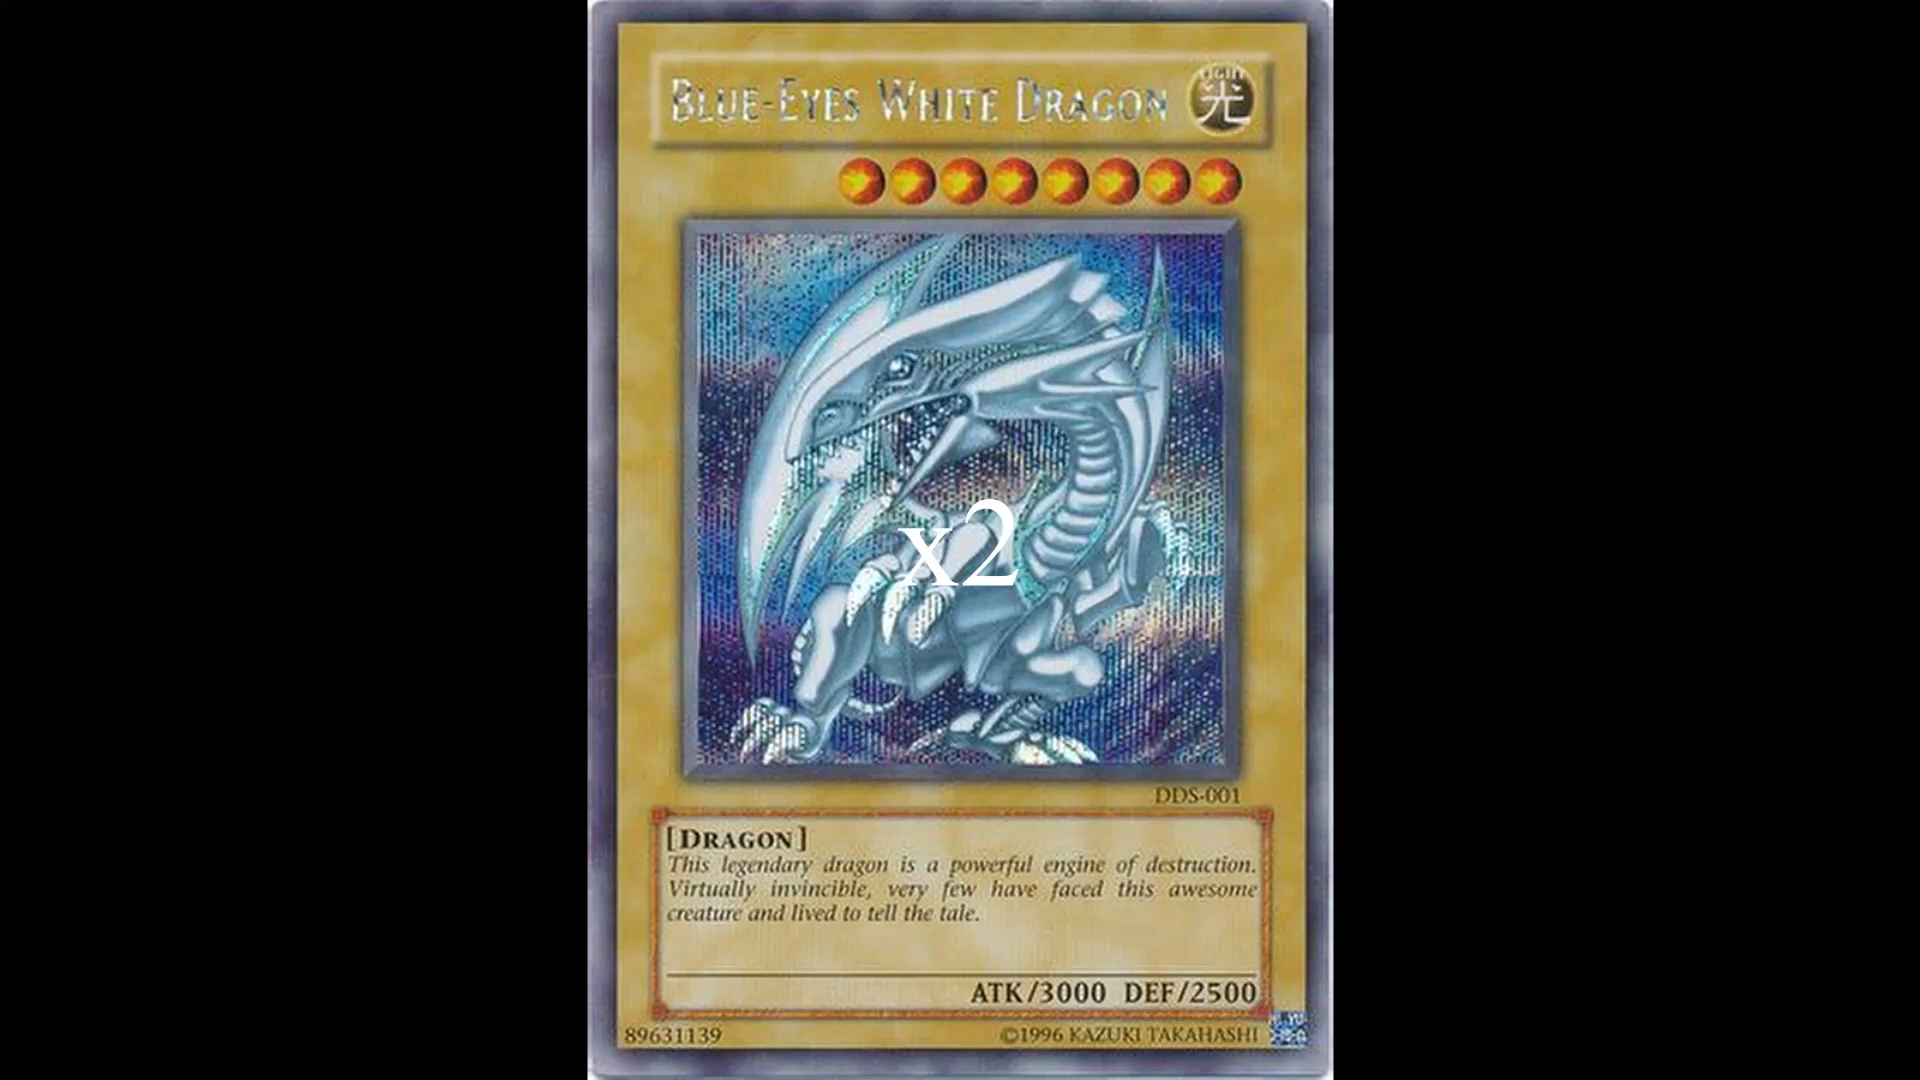 BLUE-EYES WHITE DRAGON
LIGHT
光
x2
DDS-001
[DRAGON]
This legendary dragon is a powerful engine of destruction.
Virtually invincible, very few have faced this awesome
creature and lived to tell the tale.
ATK/3000 DEF/2500
89631139
©1996 KAZUKI TAKAHASHI